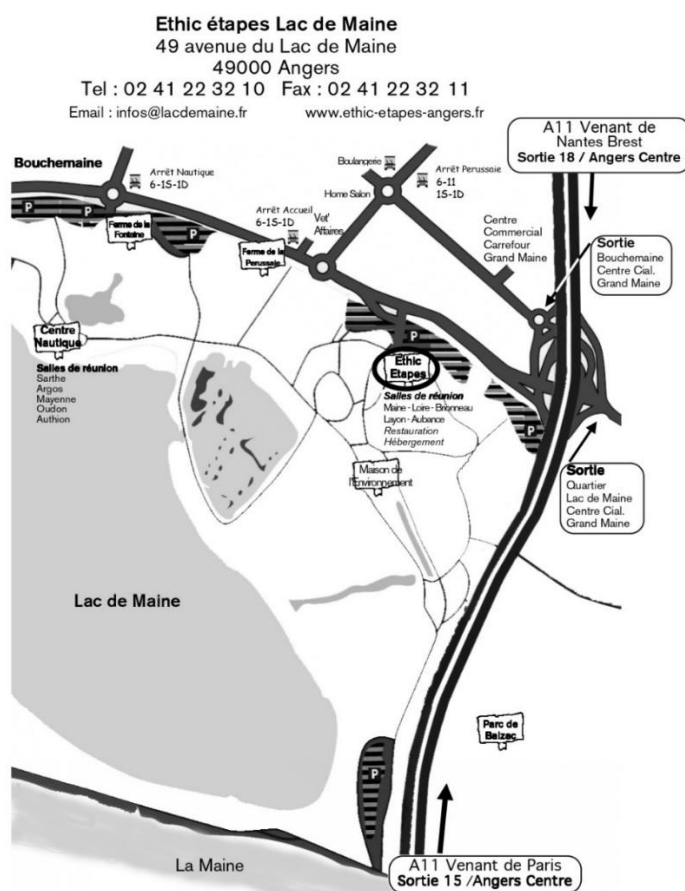 Ethic étapes Lac de Maine
49 avenue du Lac de Maine
49000 Angers
Tel : 02 41 22 32 10 Fax : 02 41 22 32 11
Email : infos@lacdemaine.fr www.ethic-etapes-angers.fr
A11 Venant de
Nantes Brest
Sortie 18 / Angers Centre
Bouchemaine
Arrêt Nautique
6-1S-1D
Boulangerie
Arrêt Perussaie
6-11
1S-1D
Home Salon
P
P
P
Ferme de la
Fontaine
Arrêt Accueil
6-1S-1D
Vet'
Affaires
Ferme de la
Perussaie
Centre
Commercial
Carrefour
Grand Maine
Sortie
Bouchemaine
Centre Cial.
Grand Maine
Centre
Nautique
Salles de réunion
Sarthe
Argos
Mayenne
Oudon
Authion
P
Ethic
Etapes
Salles de réunion
Maine - Loire - Brionneau
Layon - Aubance
Restauration
Hébergement
P
Maison de
l'Environnement
Sortie
Quartier
Lac de Maine
Centre Cial.
Grand Maine
Lac de Maine
Parc de
Balzac
P
La Maine
A11 Venant de Paris
Sortie 15 /Angers Centre